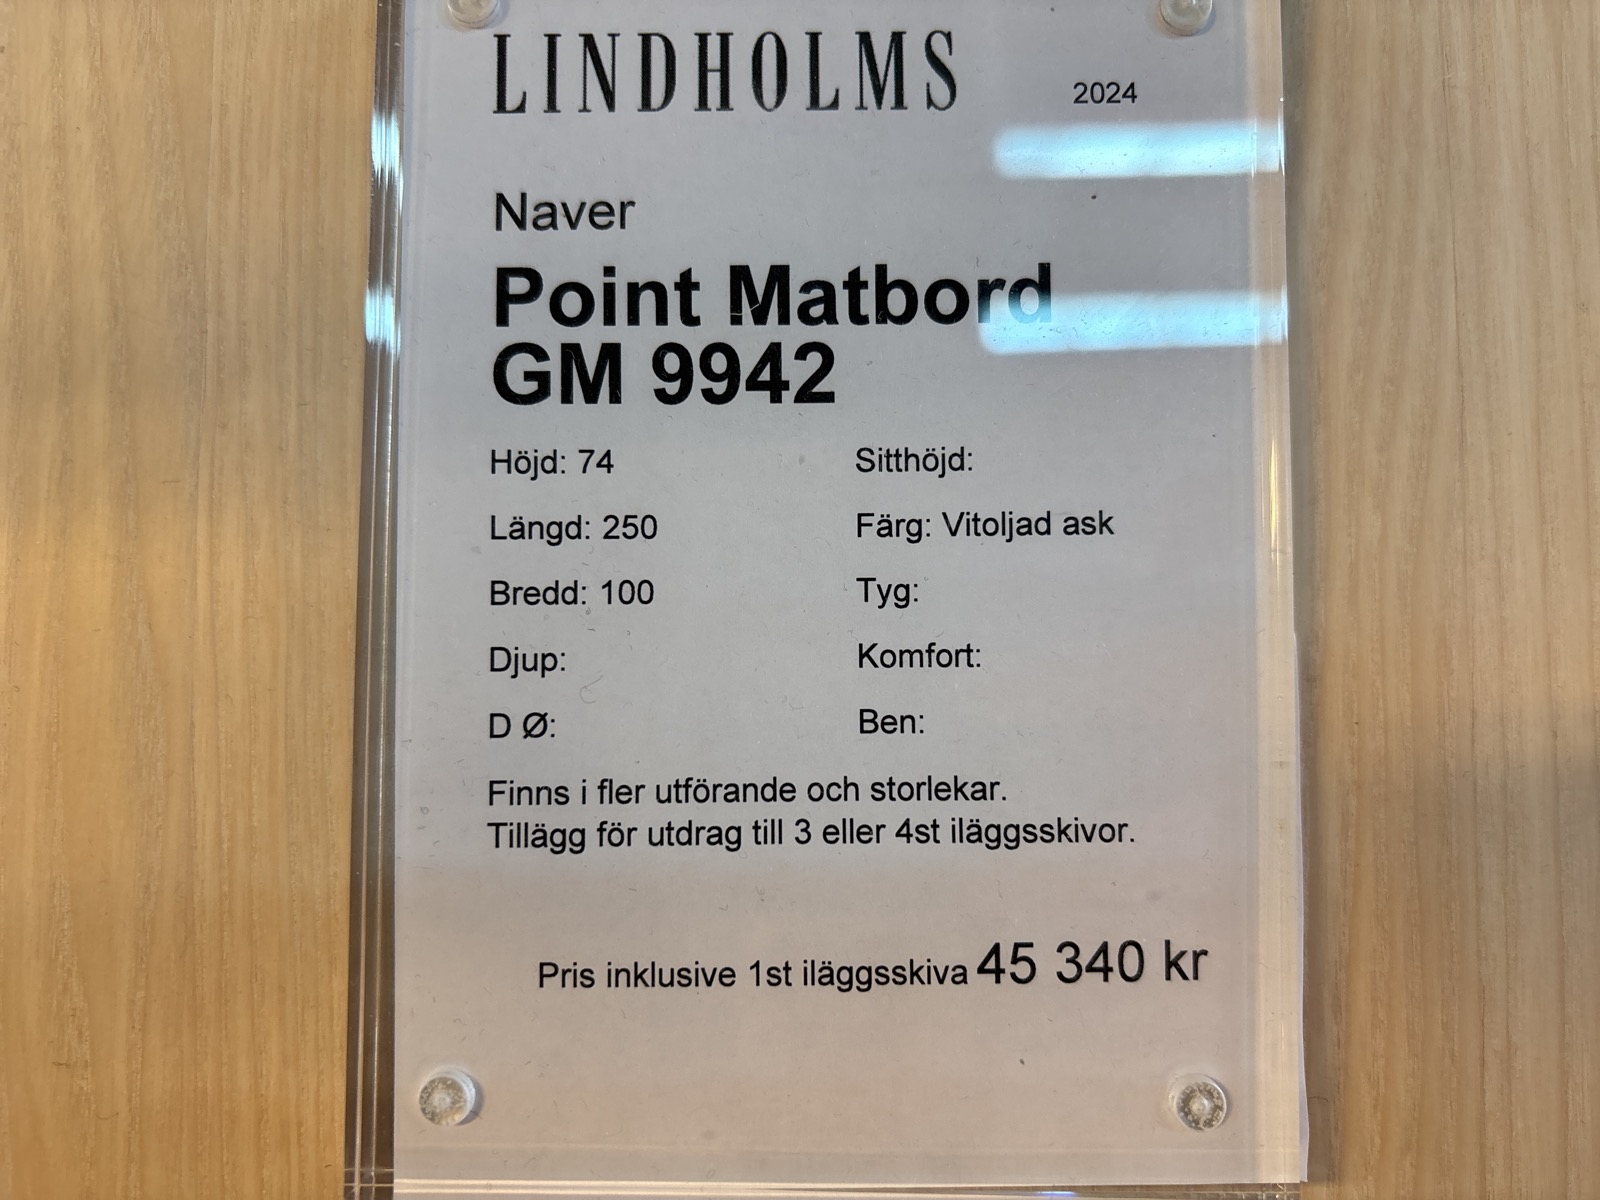 LINDHOLMS
2024
Naver
Point Matbord
GM 9942
Höjd: 74
Sitthöjd:
Längd: 250
Färg: Vitoljad ask
Bredd: 100
Tyg:
Djup:
Komfort:
D Ø:
Ben:
Finns i fler utförande och storlekar.
Tillägg för utdrag till 3 eller 4st iläggsskivor.
Pris inklusive 1st iläggsskiva 45 340 kr